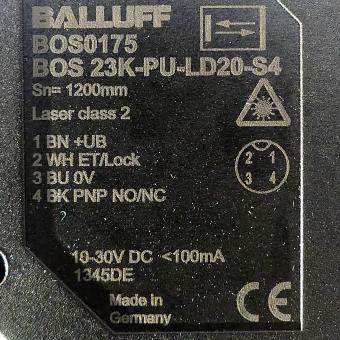 BALLUFF
BOS0175
BOS 23K-PU-LD20-S4
Sn= 1200mm
Laser class 2
1 BN +UB
2 WH ET/Lock
3 BU 0V
4 BK PNP NO/NC
2 1
3 4
10-30V DC <100mA
1345DE
Made in
Germany
CE